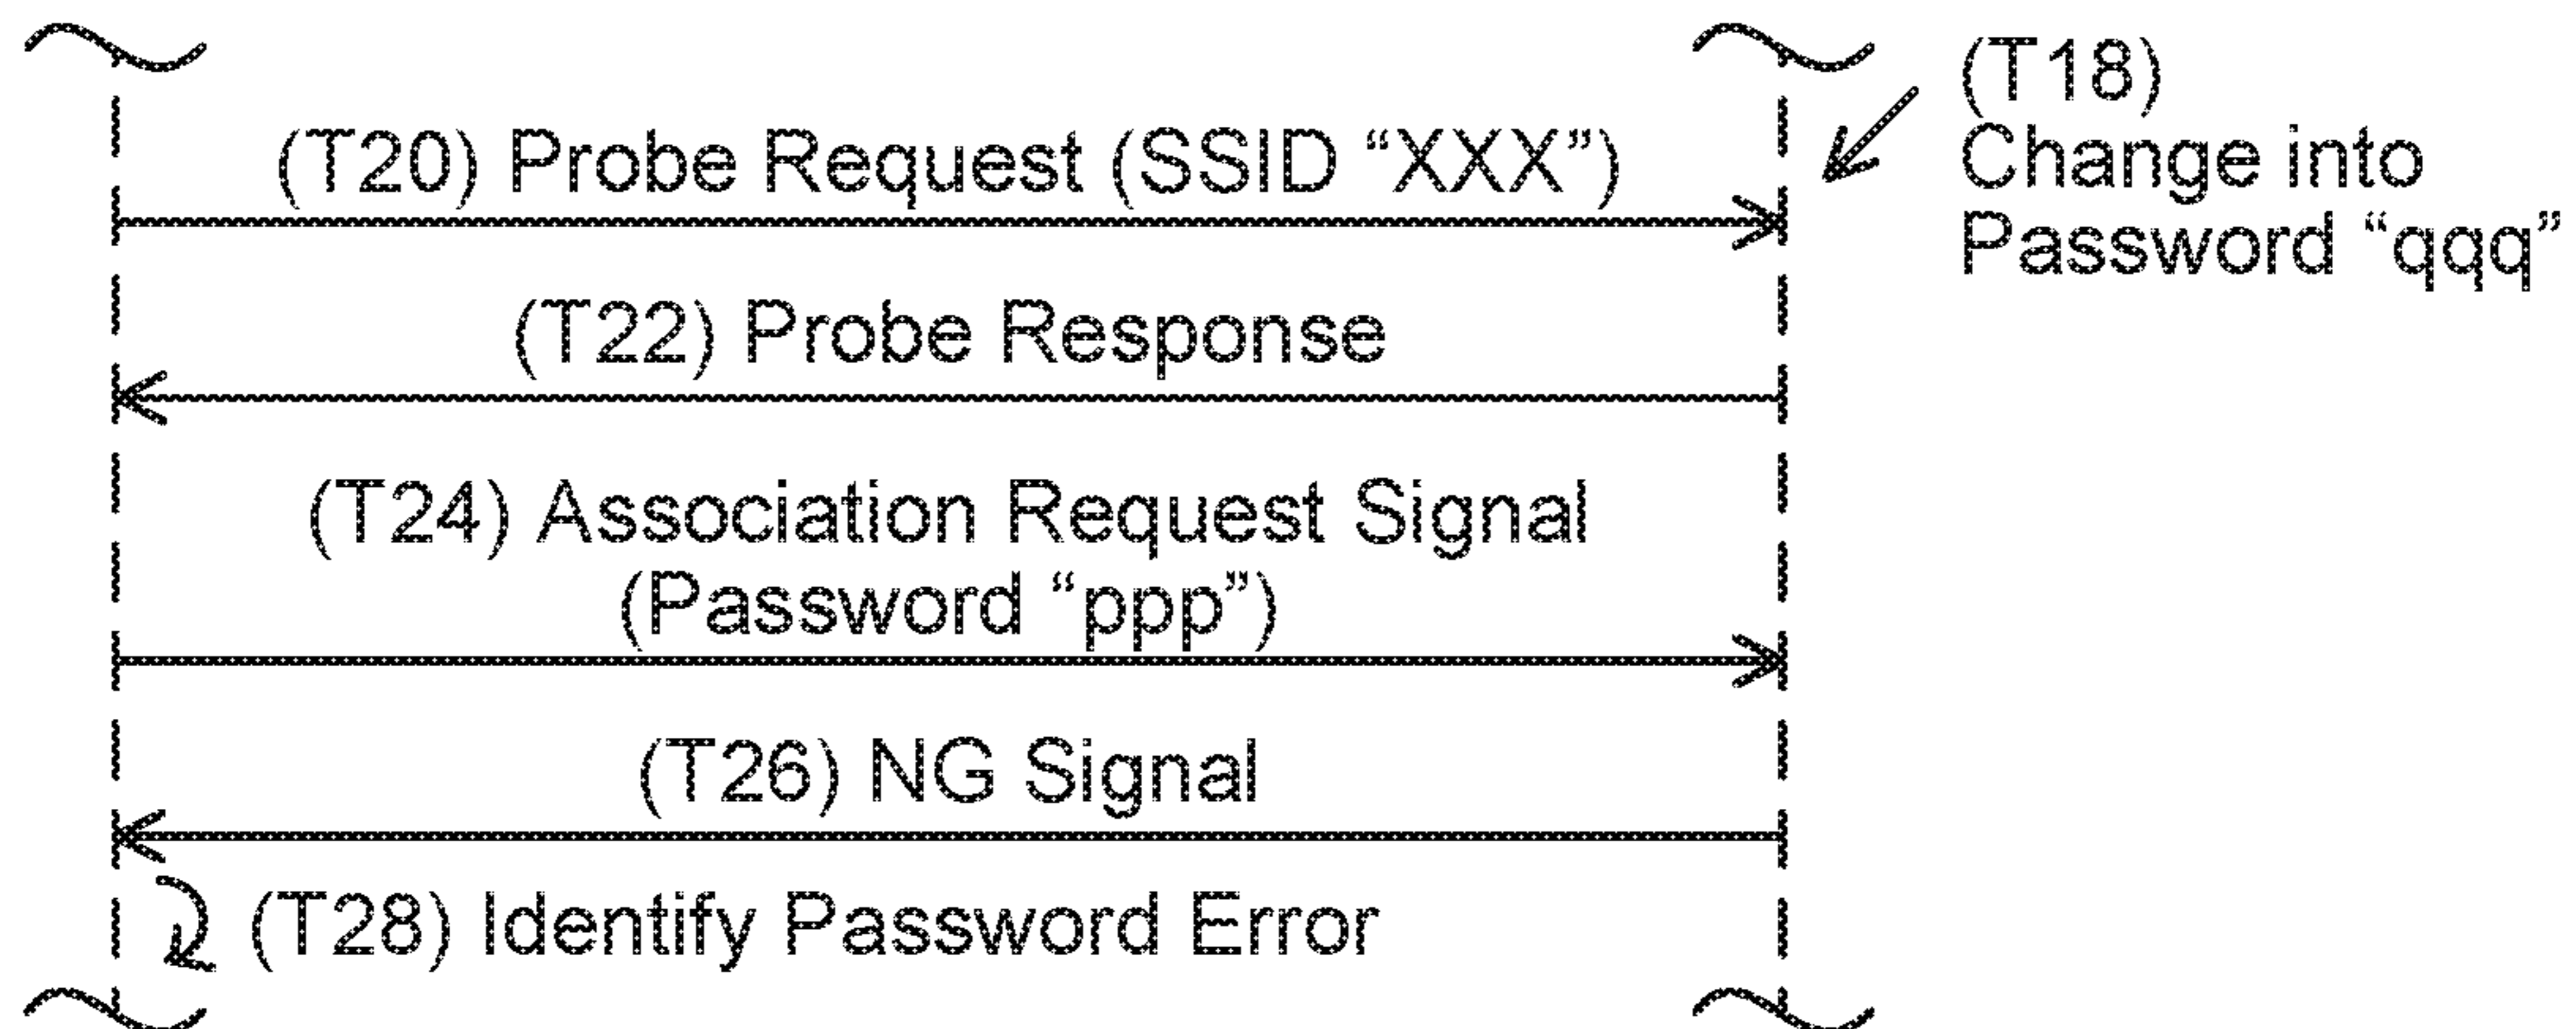 (T18)
Change into
Password “qqq”
(T20) Probe Request (SSID “XXX”)
(T22) Probe Response
(T24) Association Request Signal
(Password “ppp”)
(T26) NG Signal
(T28) Identify Password Error